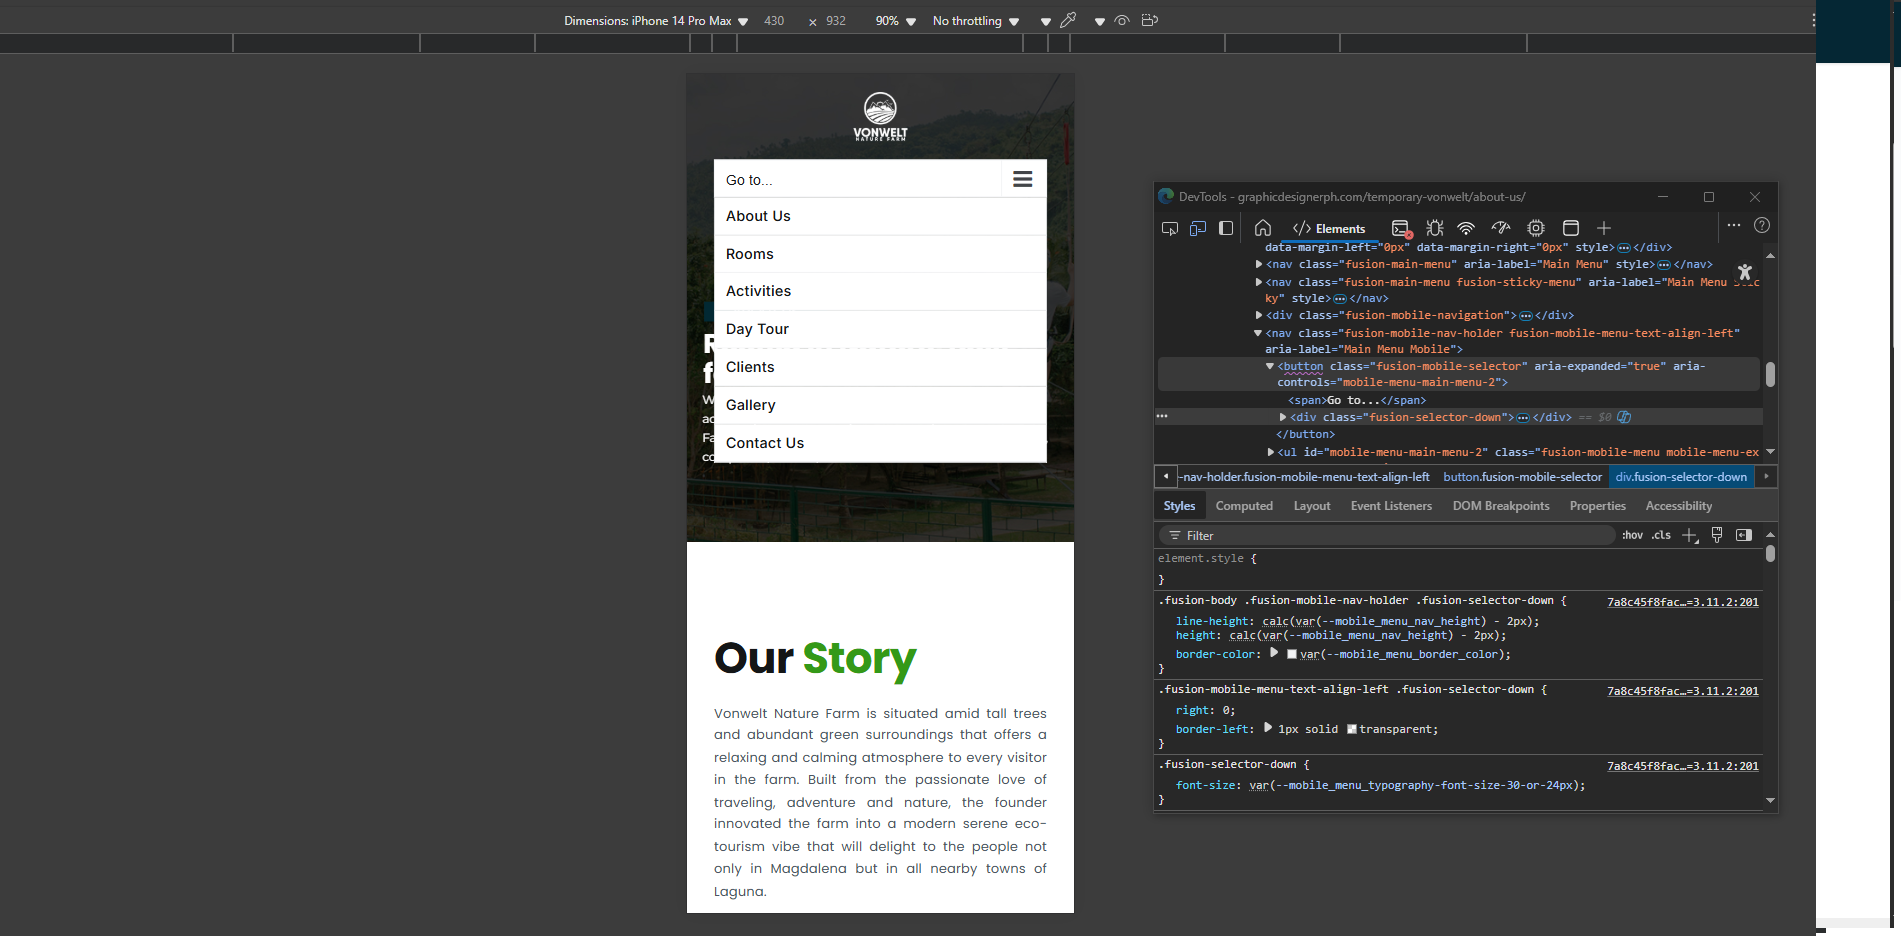 Dimensions: iPhone 14 Pro Max ▼ 430 × 932 90% ▼ No throttling ▼
VONWELT
NATURE FARM
Go to...
About Us
Rooms
Activities
Day Tour
Clients
Gallery
Contact Us
Our Story
Vonwelt Nature Farm is situated amid tall trees
and abundant green surroundings that offers a
relaxing and calming atmosphere to every visitor
in the farm. Built from the passionate love of
traveling, adventure and nature, the founder
innovated the farm into a modern serene eco-
tourism vibe that will delight to the people not
only in Magdalena but in all nearby towns of
Laguna.
DevTools - graphicdesignerph.com/temporary-vonwelt/about-us/
</> Elements
data-margin-left="0px" data-margin-right="0px" style>…</div>
<nav class="fusion-main-menu" aria-label="Main Menu" style>…</nav>
<nav class="fusion-main-menu fusion-sticky-menu" aria-label="Main Menu Stic
ky" style>…</nav>
<div class="fusion-mobile-navigation">…</div>
<nav class="fusion-mobile-nav-holder fusion-mobile-menu-text-align-left"
aria-label="Main Menu Mobile">
<button class="fusion-mobile-selector" aria-expanded="true" aria-
controls="mobile-menu-main-menu-2">
<span>Go to...</span>
<div class="fusion-selector-down">…</div> == $0
</button>
<ul id="mobile-menu-main-menu-2" class="fusion-mobile-menu mobile-menu-ex
-nav-holder.fusion-mobile-menu-text-align-left button.fusion-mobile-selector div.fusion-selector-down
Styles Computed Layout Event Listeners DOM Breakpoints Properties Accessibility
Filter :hov .cls
element.style {
}
.fusion-body .fusion-mobile-nav-holder .fusion-selector-down { 7a8c45f8fac…=3.11.2:201
line-height: calc(var(--mobile_menu_nav_height) - 2px);
height: calc(var(--mobile_menu_nav_height) - 2px);
border-color: var(--mobile_menu_border_color);
}
.fusion-mobile-menu-text-align-left .fusion-selector-down { 7a8c45f8fac…=3.11.2:201
right: 0;
border-left: 1px solid transparent;
}
.fusion-selector-down { 7a8c45f8fac…=3.11.2:201
font-size: var(--mobile_menu_typography-font-size-30-or-24px);
}